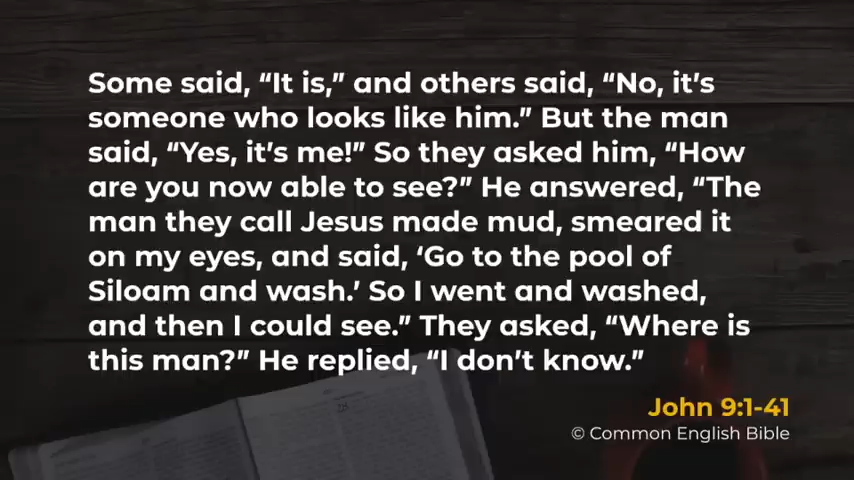 Some said, “It is,” and others said, “No, it’s
someone who looks like him.” But the man
said, “Yes, it’s me!” So they asked him, “How
are you now able to see?” He answered, “The
man they call Jesus made mud, smeared it
on my eyes, and said, ‘Go to the pool of
Siloam and wash.’ So I went and washed,
and then I could see.” They asked, “Where is
this man?” He replied, “I don’t know.”
John 9:1-41
© Common English Bible